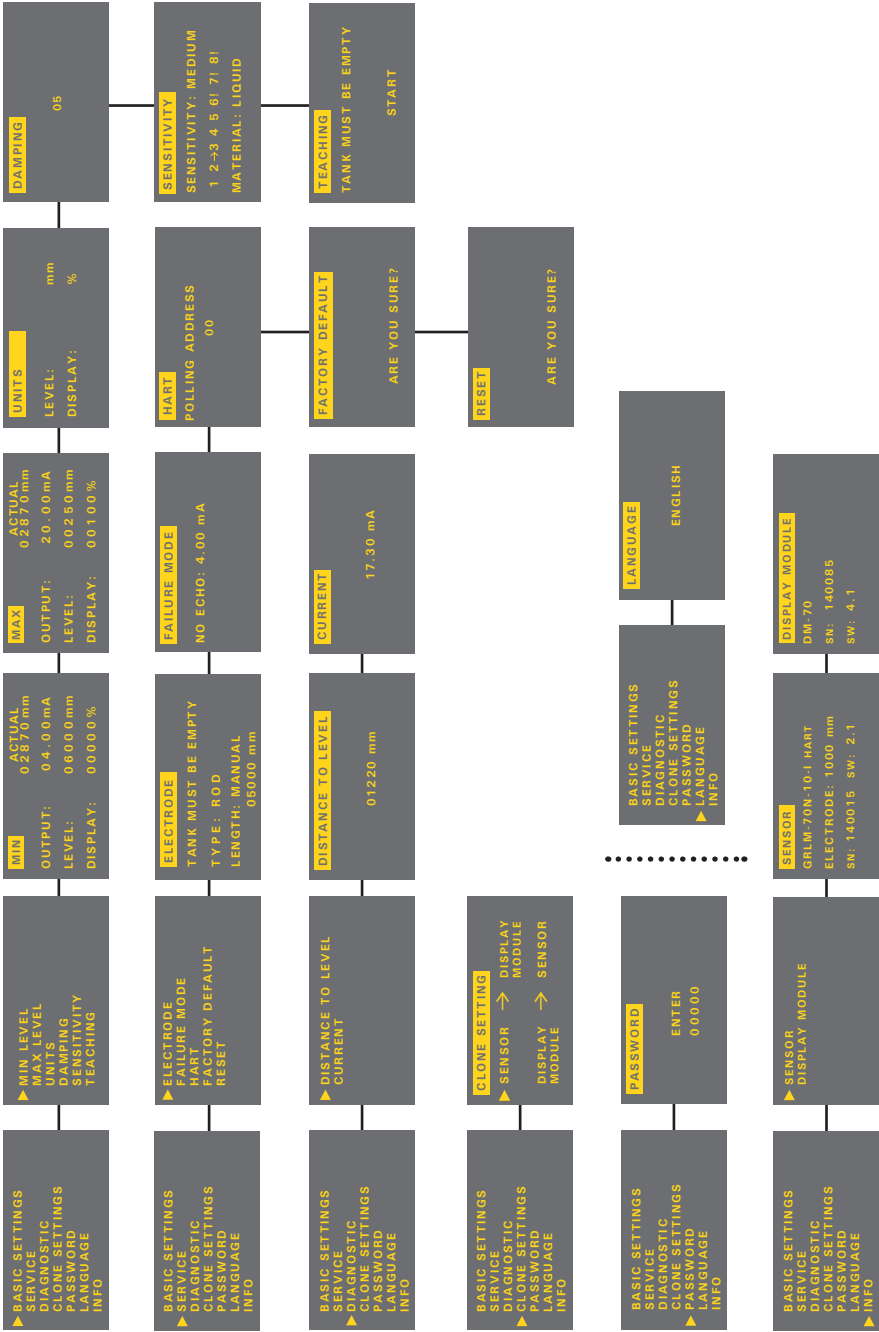 BASIC SETTINGS
SERVICE
DIAGNOSTIC
CLONE SETTINGS
PASSWORD
LANGUAGE
INFO
MIN LEVEL
MAX LEVEL
UNITS
DAMPING
SENSITIVITY
TEACHING
MIN ACTUAL
02870mm
OUTPUT: 04.00mA
LEVEL: 06000mm
DISPLAY: 00000%
MAX ACTUAL
02870mm
OUTPUT: 20.00mA
LEVEL: 00250mm
DISPLAY: 00100%
UNITS
LEVEL: mm
DISPLAY: %
DAMPING
05
SENSITIVITY
SENSITIVITY: MEDIUM
1 2→3 4 5 6! 7! 8!
MATERIAL: LIQUID
TEACHING
TANK MUST BE EMPTY
START
BASIC SETTINGS
SERVICE
DIAGNOSTIC
CLONE SETTINGS
PASSWORD
LANGUAGE
INFO
ELECTRODE
FAILURE MODE
HART
FACTORY DEFAULT
RESET
ELECTRODE
TANK MUST BE EMPTY
TYPE: ROD
LENGTH: MANUAL
05000 mm
FAILURE MODE
NO ECHO: 4.00 mA
HART
POLLING ADDRESS
00
FACTORY DEFAULT
ARE YOU SURE?
RESET
ARE YOU SURE?
BASIC SETTINGS
SERVICE
DIAGNOSTIC
CLONE SETTINGS
PASSWORD
LANGUAGE
INFO
DISTANCE TO LEVEL
CURRENT
DISTANCE TO LEVEL
01220 mm
CURRENT
17.30 mA
BASIC SETTINGS
SERVICE
DIAGNOSTIC
CLONE SETTINGS
PASSWORD
LANGUAGE
INFO
CLONE SETTING
SENSOR → DISPLAY
MODULE
DISPLAY → SENSOR
MODULE
BASIC SETTINGS
SERVICE
DIAGNOSTIC
CLONE SETTINGS
PASSWORD
LANGUAGE
INFO
PASSWORD
ENTER
00000
BASIC SETTINGS
SERVICE
DIAGNOSTIC
CLONE SETTINGS
PASSWORD
LANGUAGE
INFO
LANGUAGE
ENGLISH
BASIC SETTINGS
SERVICE
DIAGNOSTIC
CLONE SETTINGS
PASSWORD
LANGUAGE
INFO
SENSOR
DISPLAY MODULE
SENSOR
GRLM-70N-10-I HART
ELECTRODE: 1000 mm
SN: 140015 SW: 2.1
DISPLAY MODULE
DM-70
SN: 140085
SW: 4.1